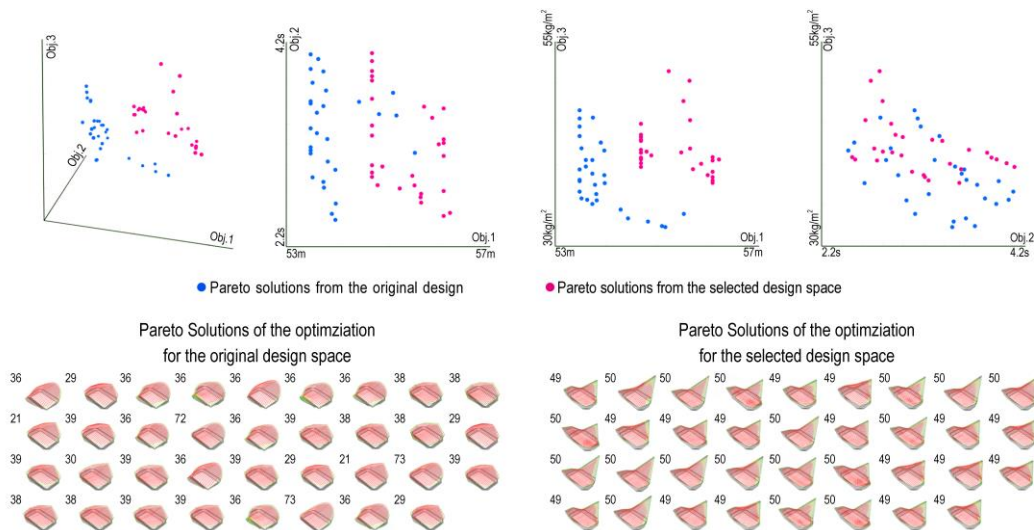 Obj.3
Obj.2
Obj.1
4.2s
Obj.2
2.2s
53m
Obj.1
57m
55kg/m²
Obj.3
30kg/m²
53m
Obj.1
57m
55kg/m²
Obj.3
30kg/m²
2.2s
Obj.2
4.2s
Pareto solutions from the original design
Pareto solutions from the selected design space
Pareto Solutions of the optimziation
for the original design space
36 29 36 36 36 36 36 38 38
21 39 36 72 36 39 38 38 29
39 30 39 36 39 29 21 73 39
38 38 39 39 36 73 36 29
Pareto Solutions of the optimziation
for the selected design space
49 50 50 50 49 49 50 50 50
50 50 49 49 50 50 50 49 49
50 50 50 49 50 50 49 49 49
49 50 49 49 50 50 49 49